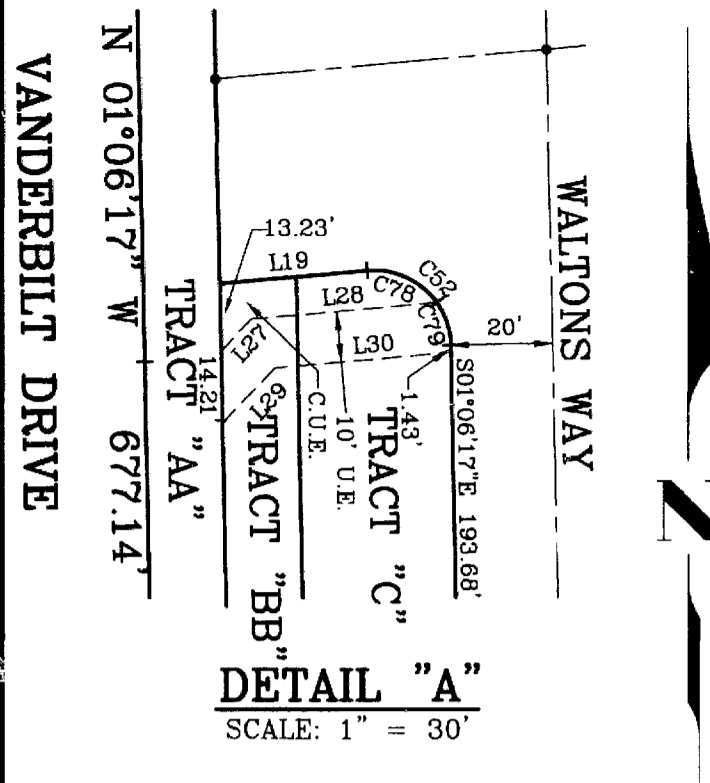 VANDERBILT DRIVE
N 01°06'17" W 677.14'
TRACT "AA"
13.23'
L19
L28
C78
C52
C79
L27
L30
14.21
L29
C.U.E.
10' U.E.
1.43'
TRACT "BB"
TRACT "C"
20'
S01°06'17"E 193.68'
WALTONS WAY
N
DETAIL "A"
SCALE: 1" = 30'